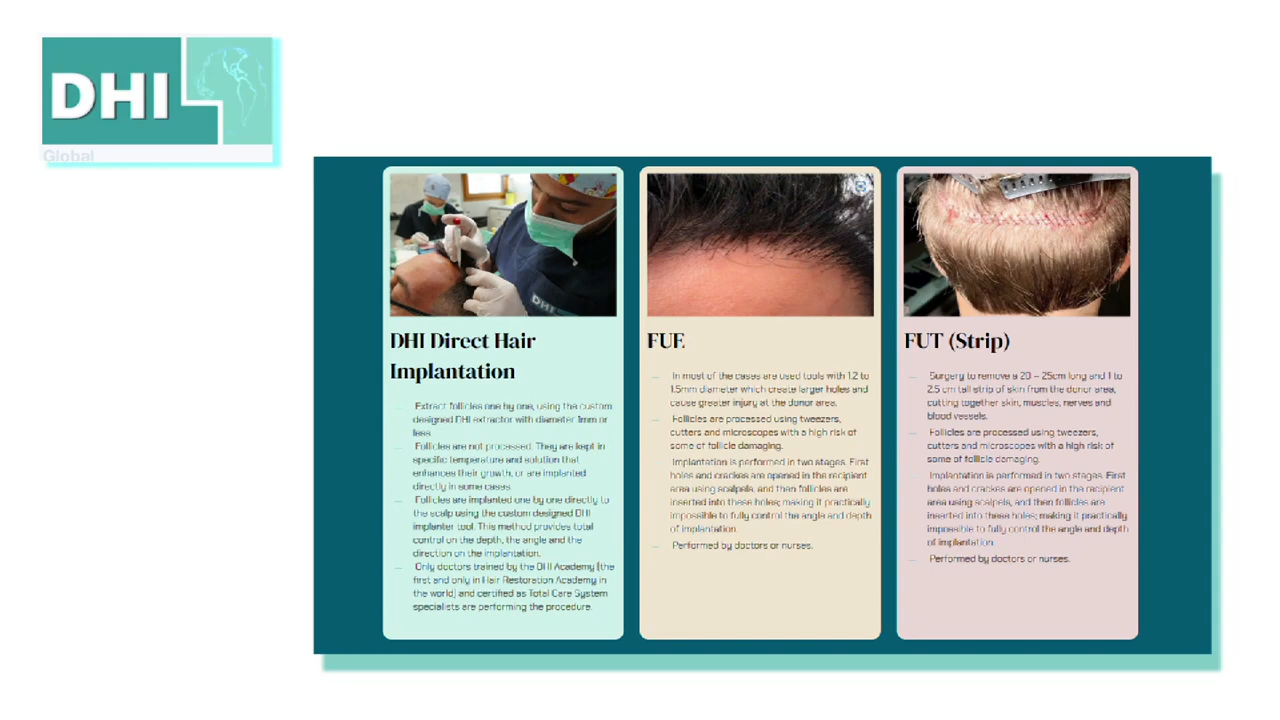 DHI
Global
DHI Direct Hair
Implantation
Extract follicles one by one, using the custom
designed DHI extractor with diameter 1mm or
less.
Follicles are not processed. They are kept in
specific temperature and solution that
enhances their growth, or are implanted
directly in some cases.
Follicles are implanted one by one directly to
the scalp using the custom designed DHI
implanter tool. This method provides total
control on the depth, the angle and the
direction on the implantation.
Only doctors trained by the DHI Academy (the
first and only in Hair Restoration Academy in
the world) and certified as Total Care System
specialists are performing the procedure.
FUE
In most of the cases are used tools with 1.2 to
1.5mm diameter which create larger holes and
cause greater injury at the donor area.
Follicles are processed using tweezers,
cutters and microscopes with a high risk of
some of follicle damaging.
Implantation is performed in two stages. First
holes and crackes are opened in the recipient
area using scalpels, and then follicles are
inserted into these holes; making it practically
impossible to fully control the angle and depth
of implantation.
Performed by doctors or nurses.
FUT (Strip)
Surgery to remove a 20 – 25cm long and 1 to
2.5 cm tall strip of skin from the donor area,
cutting together skin, muscles, nerves and
blood vessels.
Follicles are processed using tweezers,
cutters and microscopes with a high risk of
some of follicle damaging.
Implantation is performed in two stages. First
holes and crackes are opened in the recipient
area using scalpels, and then follicles are
inserted into these holes; making it practically
impossible to fully control the angle and depth
of implantation.
Performed by doctors or nurses.